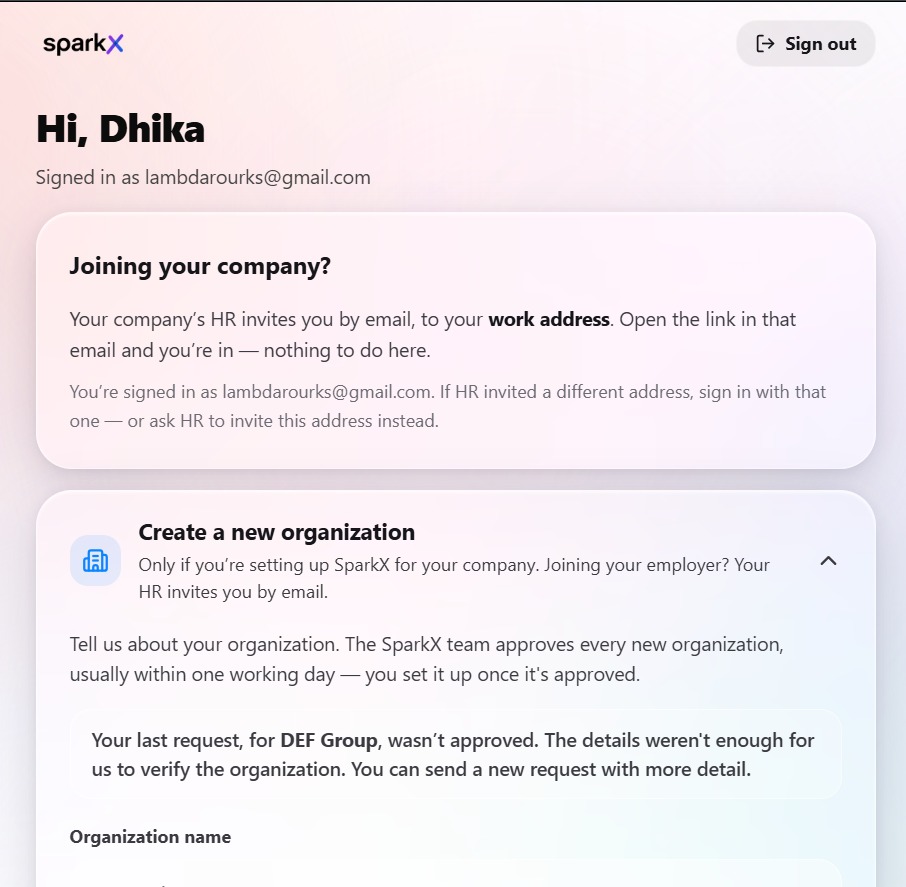 sparkX
Sign out
Hi, Dhika
Signed in as lambdarourks@gmail.com
Joining your company?
Your company’s HR invites you by email, to your work address. Open the link in that
email and you’re in — nothing to do here.
You’re signed in as lambdarourks@gmail.com. If HR invited a different address, sign in with that
one — or ask HR to invite this address instead.
Create a new organization
Only if you’re setting up SparkX for your company. Joining your employer? Your
HR invites you by email.
Tell us about your organization. The SparkX team approves every new organization,
usually within one working day — you set it up once it's approved.
Your last request, for DEF Group, wasn’t approved. The details weren't enough for
us to verify the organization. You can send a new request with more detail.
Organization name